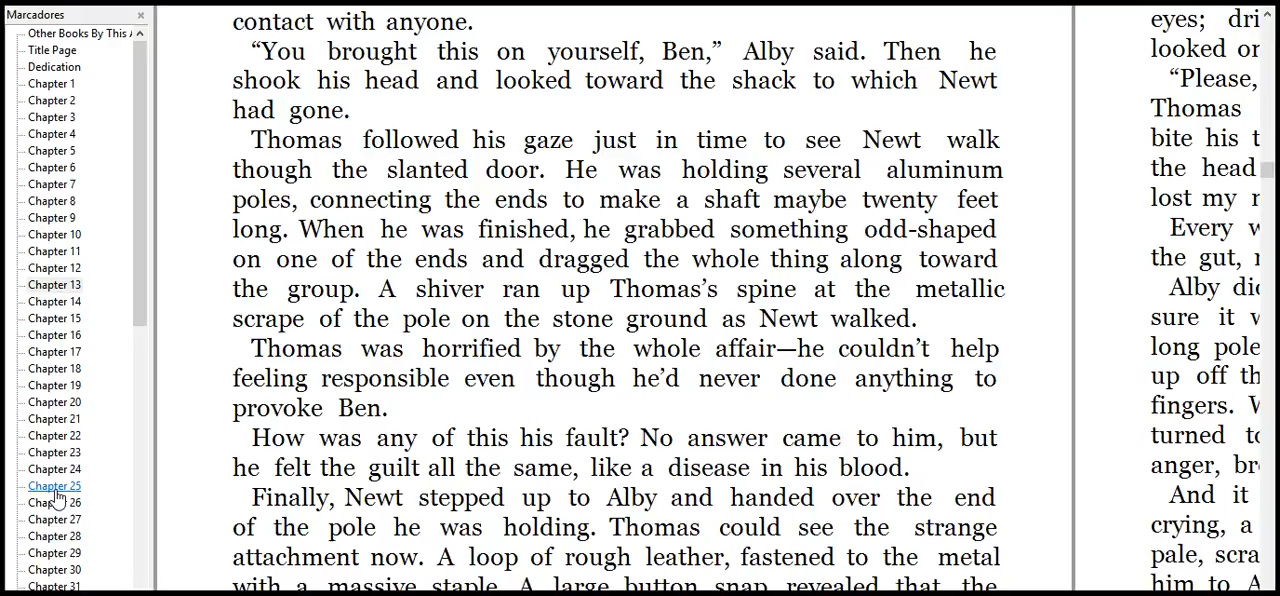 Marcadores
Other Books By This
Title Page
Dedication
Chapter 1
Chapter 2
Chapter 3
Chapter 4
Chapter 5
Chapter 6
Chapter 7
Chapter 8
Chapter 9
Chapter 10
Chapter 11
Chapter 12
Chapter 13
Chapter 14
Chapter 15
Chapter 16
Chapter 17
Chapter 18
Chapter 19
Chapter 20
Chapter 21
Chapter 22
Chapter 23
Chapter 24
Chapter 25
Chapter 26
Chapter 27
Chapter 28
Chapter 29
Chapter 30
Chapter 31
contact with anyone.
“You brought this on yourself, Ben,” Alby said. Then he
shook his head and looked toward the shack to which Newt
had gone.
Thomas followed his gaze just in time to see Newt walk
though the slanted door. He was holding several aluminum
poles, connecting the ends to make a shaft maybe twenty feet
long. When he was finished, he grabbed something odd-shaped
on one of the ends and dragged the whole thing along toward
the group. A shiver ran up Thomas’s spine at the metallic
scrape of the pole on the stone ground as Newt walked.
Thomas was horrified by the whole affair—he couldn’t help
feeling responsible even though he’d never done anything to
provoke Ben.
How was any of this his fault? No answer came to him, but
he felt the guilt all the same, like a disease in his blood.
Finally, Newt stepped up to Alby and handed over the end
of the pole he was holding. Thomas could see the strange
attachment now. A loop of rough leather, fastened to the metal
with a massive staple. A large button snap revealed that the
eyes;
looked
“Please,
Thomas
bite his
the head
lost my
Every
the gut,
Alby
sure it
long pole
up off
fingers.
turned
anger,
And it
crying, a
pale,
him to